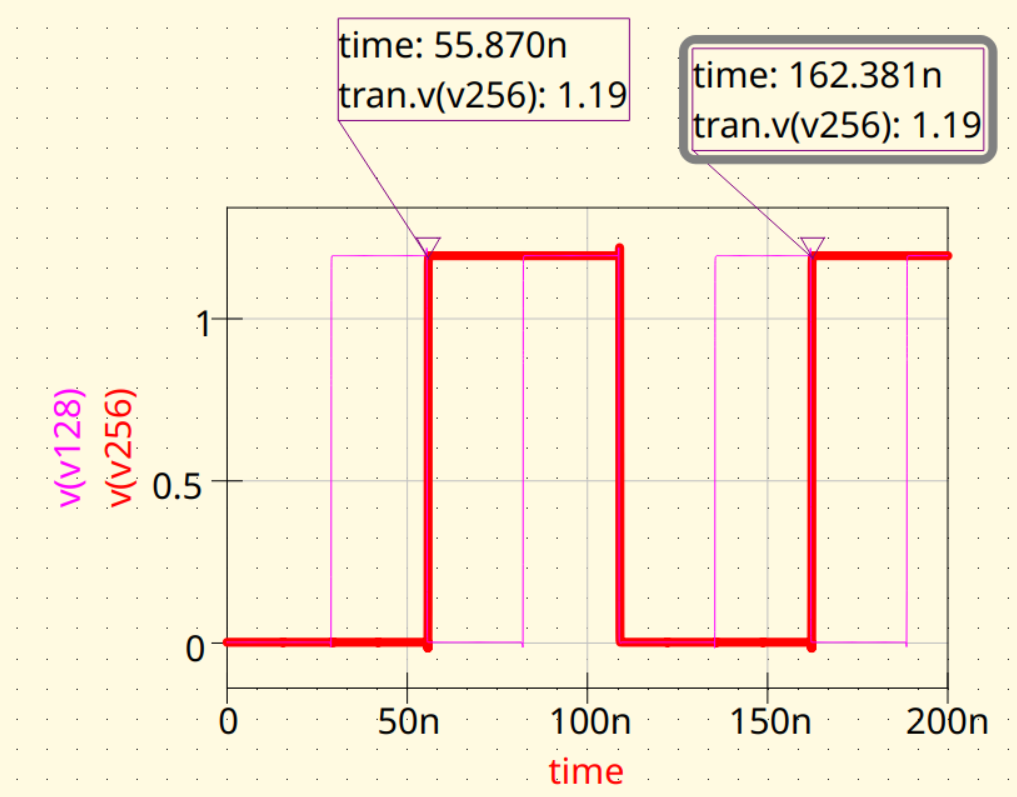 time: 55.870n
tran.v(v256): 1.19
time: 162.381n
tran.v(v256): 1.19
v(v128)
v(v256)
1
0.5
0
0
50n
100n
150n
200n
time